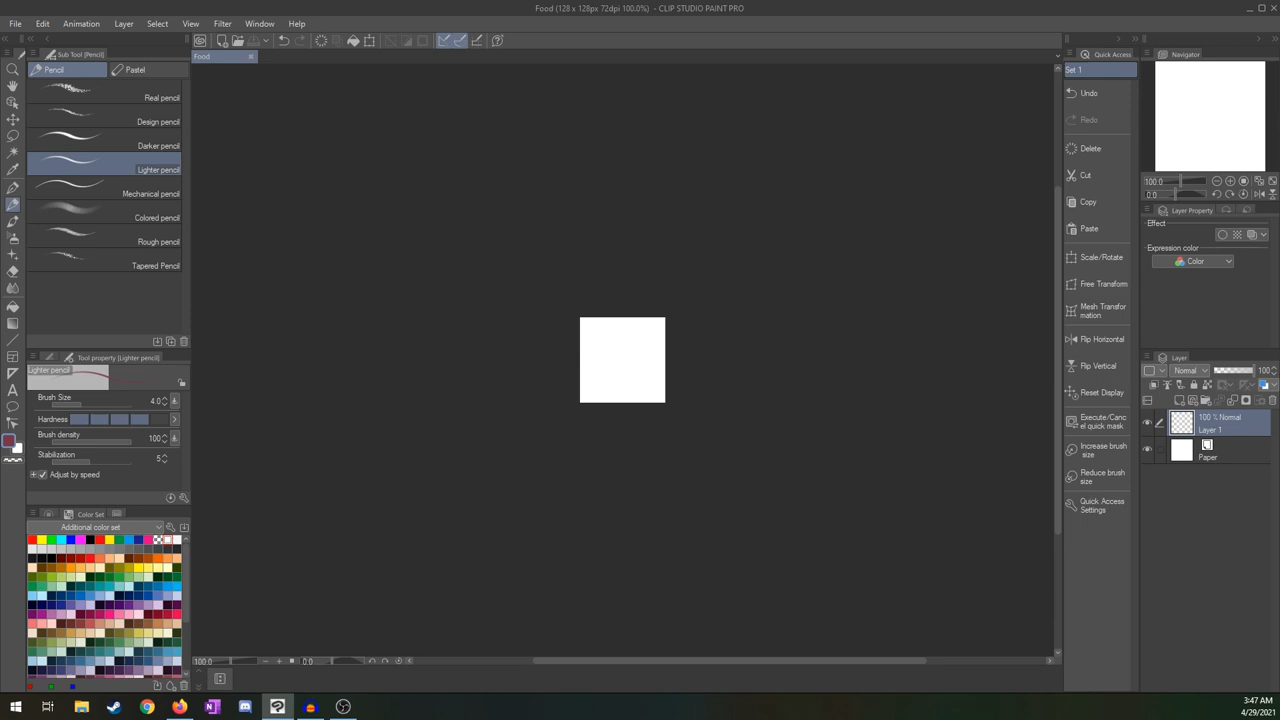 Food (128 x 128px 72dpi 100.0%) - CLIP STUDIO PAINT PRO
File Edit Animation Layer Select View Filter Window Help
Sub Tool [Pencil]
Pencil
Pastel
Real pencil
Design pencil
Darker pencil
Lighter pencil
Mechanical pencil
Colored pencil
Rough pencil
Tapered Pencil
Tool property [Lighter pencil]
Lighter pencil
Brush Size 4.0
Hardness
Brush density 100
Stabilization 5
Adjust by speed
Color Set
Additional color set
Food
100.0
0.0
Quick Access
Set 1
Undo
Redo
Delete
Cut
Copy
Paste
Scale/Rotate
Free Transform
Mesh Transfor
mation
Flip Horizontal
Flip Vertical
Reset Display
Execute/Canc
el quick mask
Increase brush
size
Reduce brush
size
Quick Access
Settings
Navigator
100.0
0.0
Layer Property
Effect
Expression color
Color
Layer
Normal 100
100 % Normal
Layer 1
Paper
3:47 AM
4/29/2021